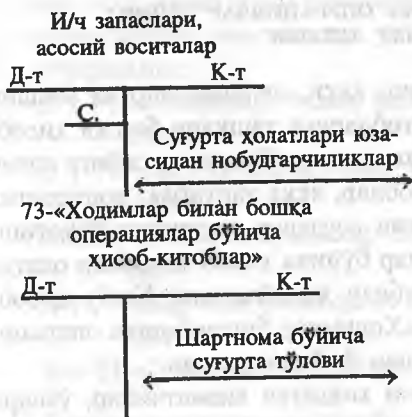 И/ч запаслари,
асосий воситалар
Д-т К-т
С.
Суғурта ҳолатлари юза-
сидан нобудгарчиликлар
73-«Ходимлар билан бошқа
операциялар бўйича
ҳисоб-китоблар»
Д-т К-т
Шартнома бўйича
суғурта тўлови